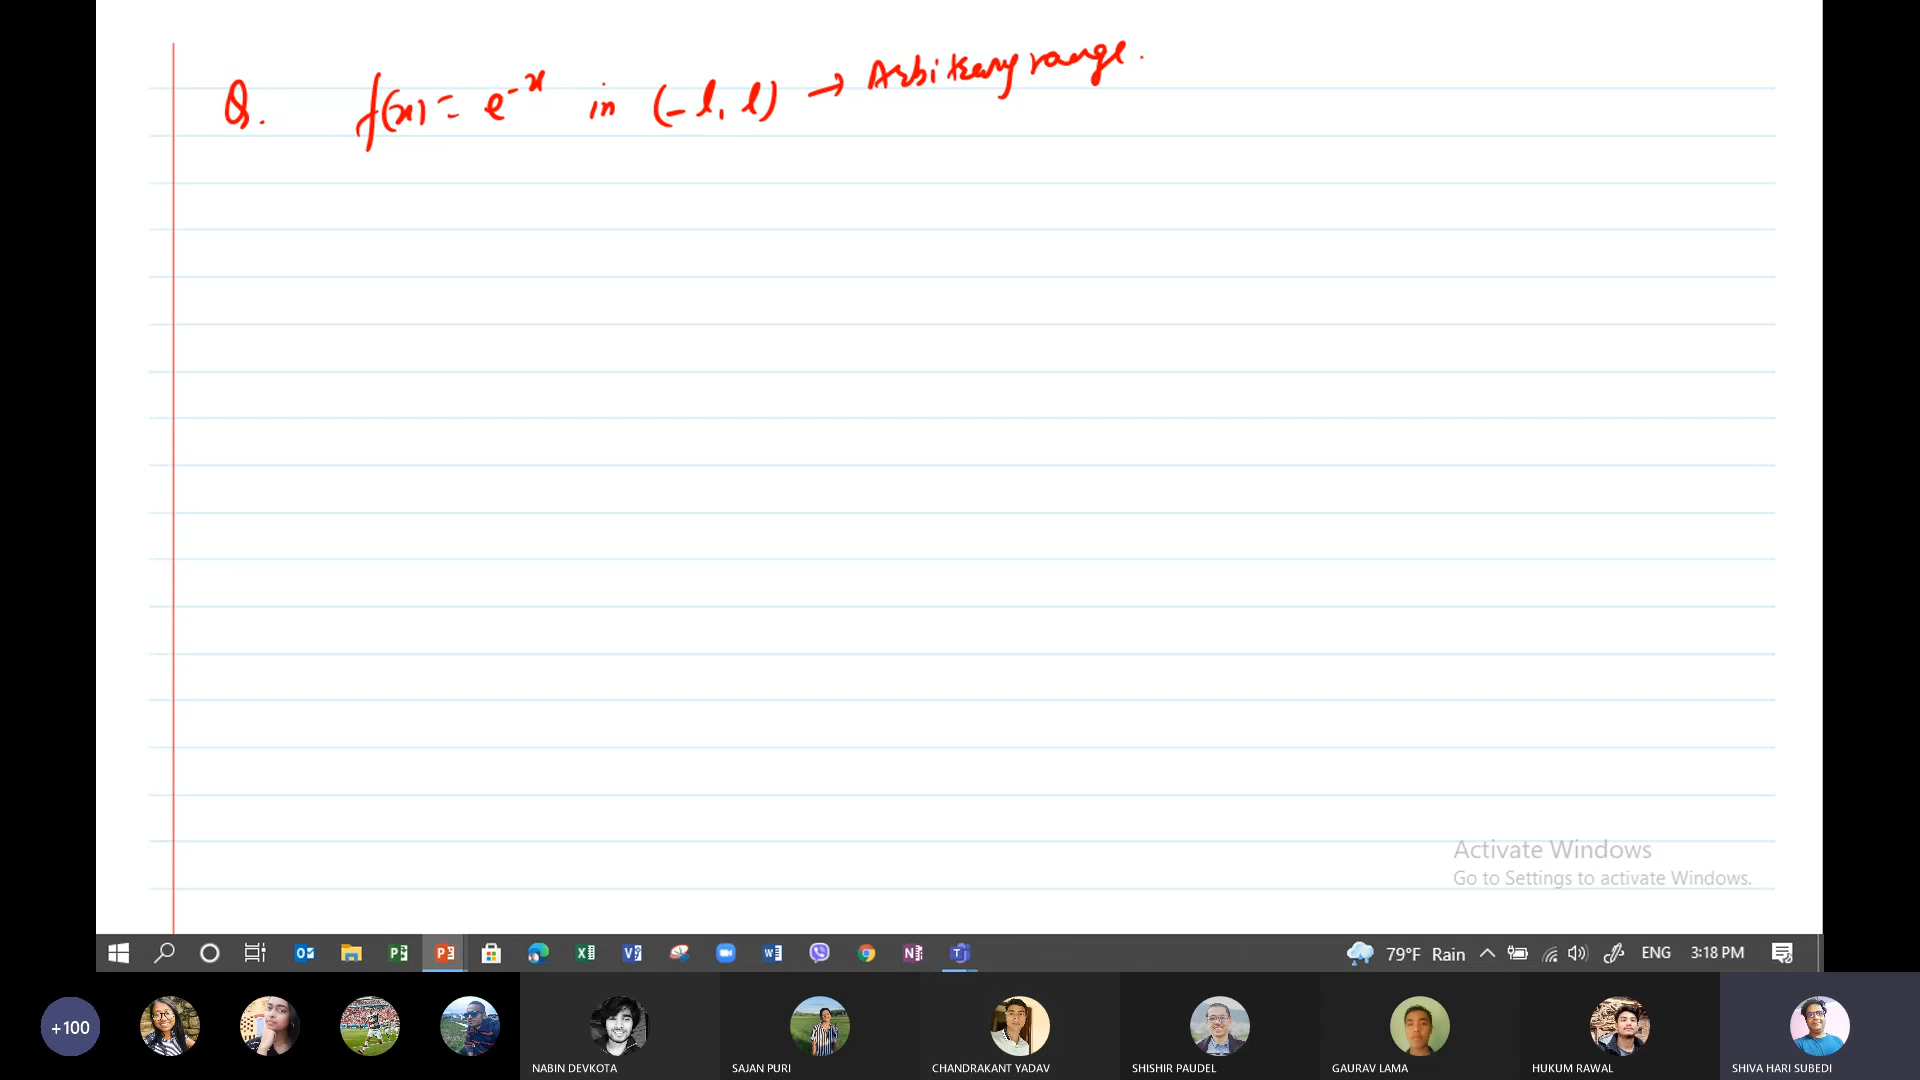 Q. f(x) = e^-x in (-l, l) → Arbitrary range.
Activate Windows
Go to Settings to activate Windows.
79°F Rain ENG 3:18 PM
+100
NABIN DEVKOTA SAJAN PURI CHANDRAKANT YADAV SHISHIR PAUDEL GAURAV LAMA HUKUM RAWAL SHIVA HARI SUBEDI